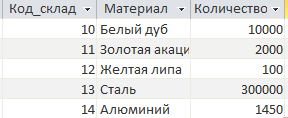 Код_склад Материал Количество
10 Белый дуб 10000
11 Золотая акаци 2000
12 Желтая липа 100
13 Сталь 300000
14 Алюминий 1450